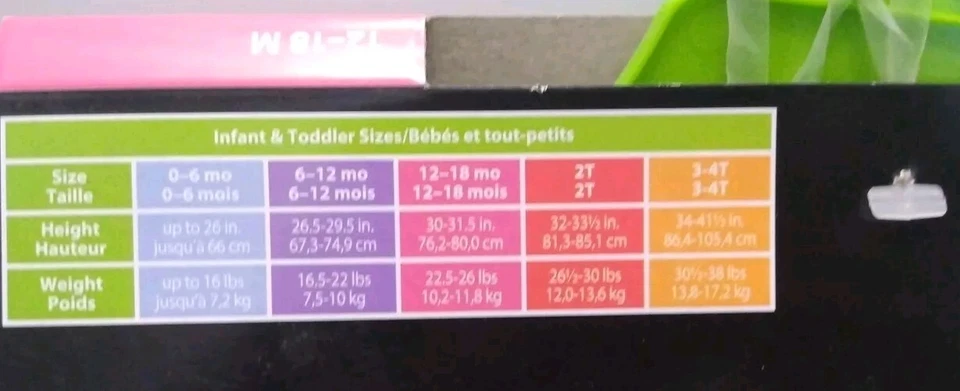 12-18 M
Infant & Toddler Sizes/Bébés et tout-petits
Size 0–6 mo 6–12 mo 12–18 mo 2T 3-4T
Taille 0–6 mois 6–12 mois 12–18 mois 2T 3-4T
Height up to 26 in. 26.5-29.5 in. 30-31.5 in. 32-33½ in. 34-41½ in.
Hauteur jusqu'à 66 cm 67,3-74,9 cm 76,2-80,0 cm 81,3-85,1 cm 86,4-105,4 cm
Weight up to 16 lbs 16.5-22 lbs 22.5-26 lbs 26½-30 lbs 30½-38 lbs
Poids jusqu'à 7,2 kg 7,5-10 kg 10,2-11,8 kg 12,0-13,6 kg 13,8-17,2 kg